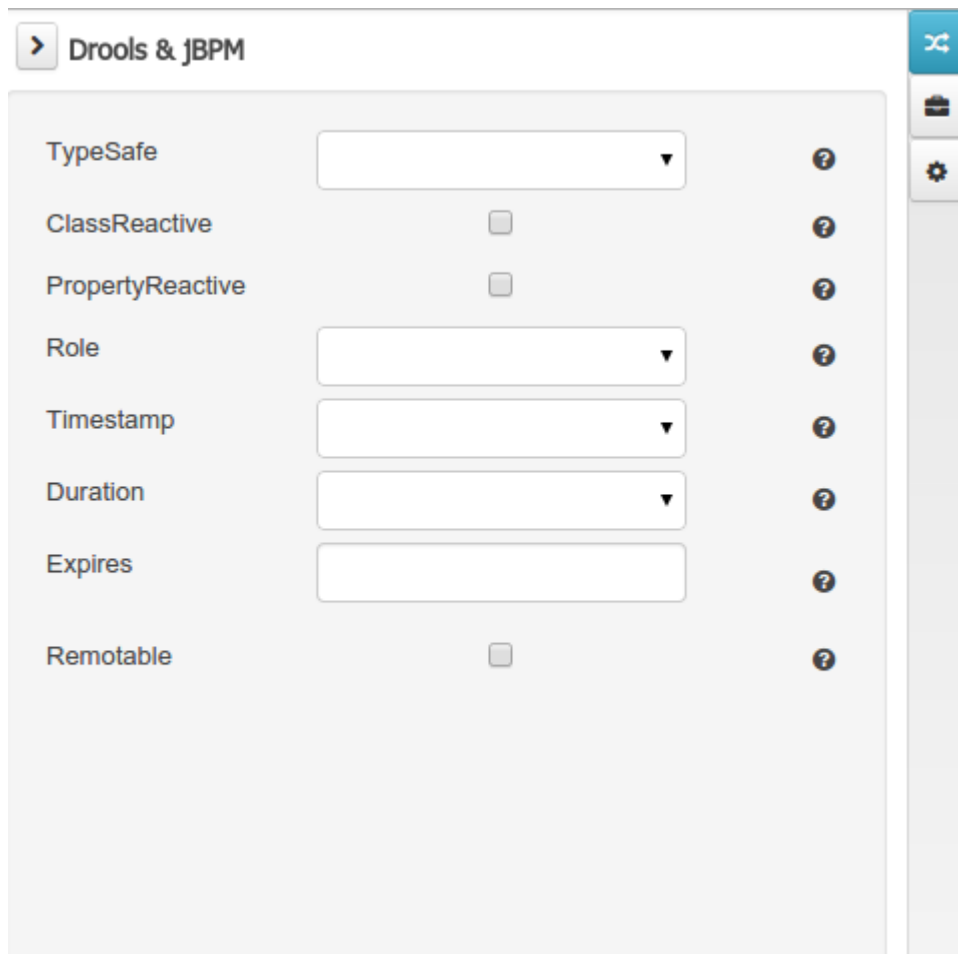 Drools & jBPM
TypeSafe
ClassReactive
PropertyReactive
Role
Timestamp
Duration
Expires
Remotable